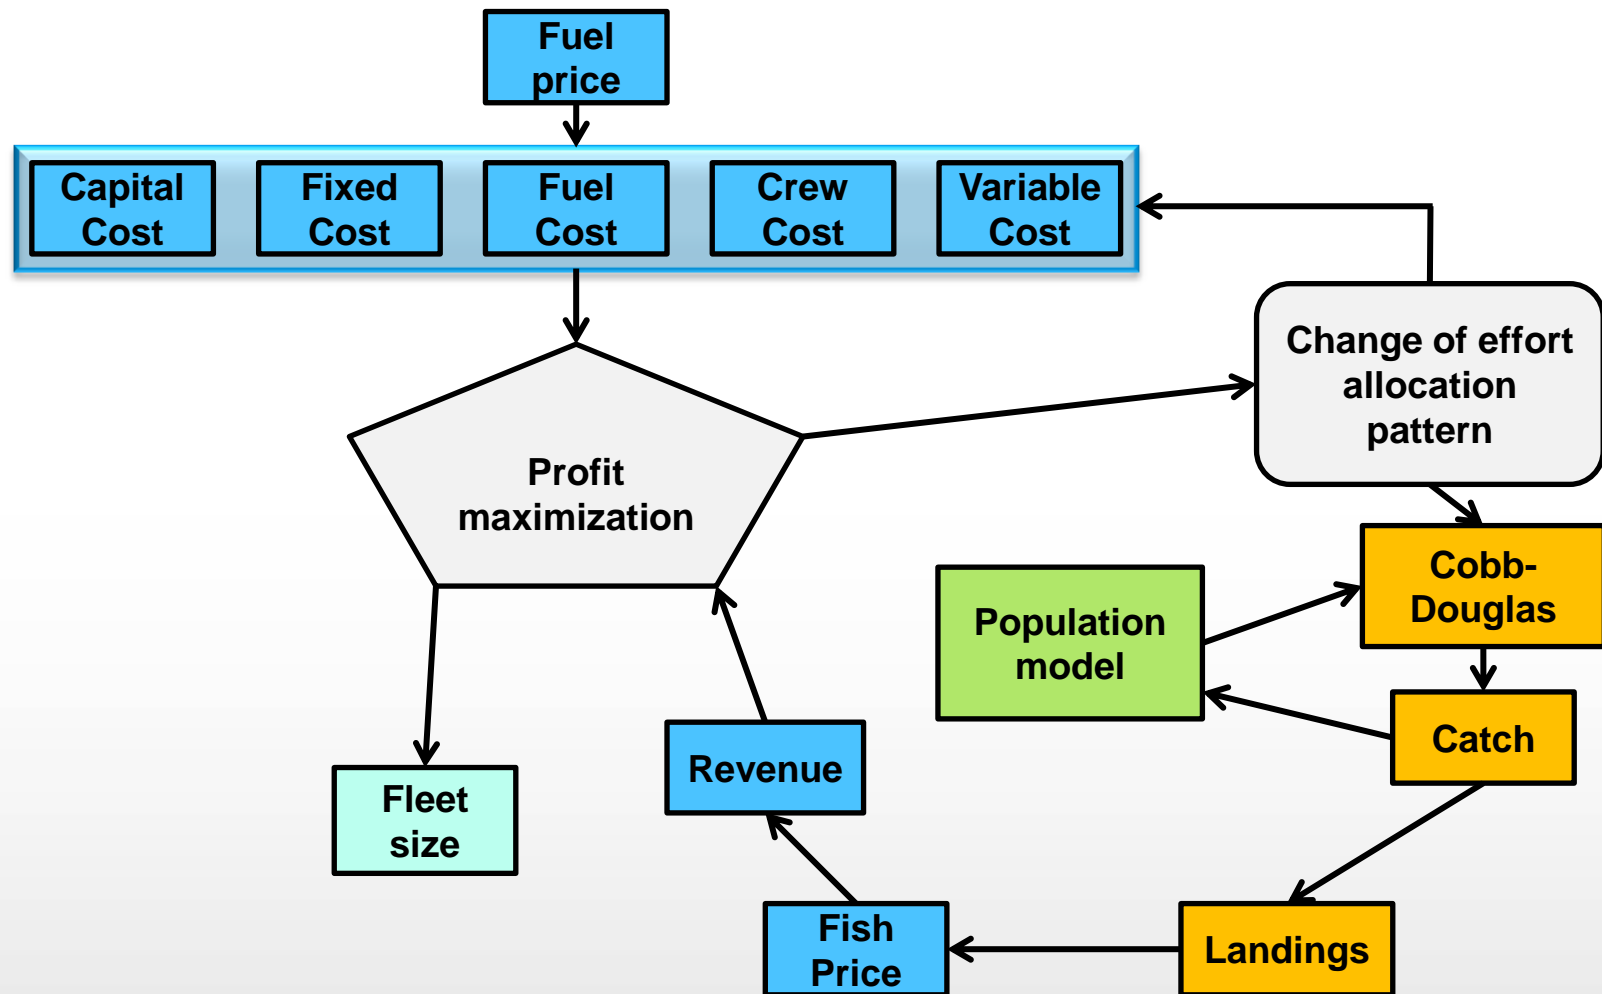 Fuel
price
Capital
Cost
Fixed
Cost
Fuel
Cost
Crew
Cost
Variable
Cost
Change of effort
allocation
pattern
Profit
maximization
Cobb-
Douglas
Population
model
Catch
Revenue
Fleet
size
Fish
Price
Landings